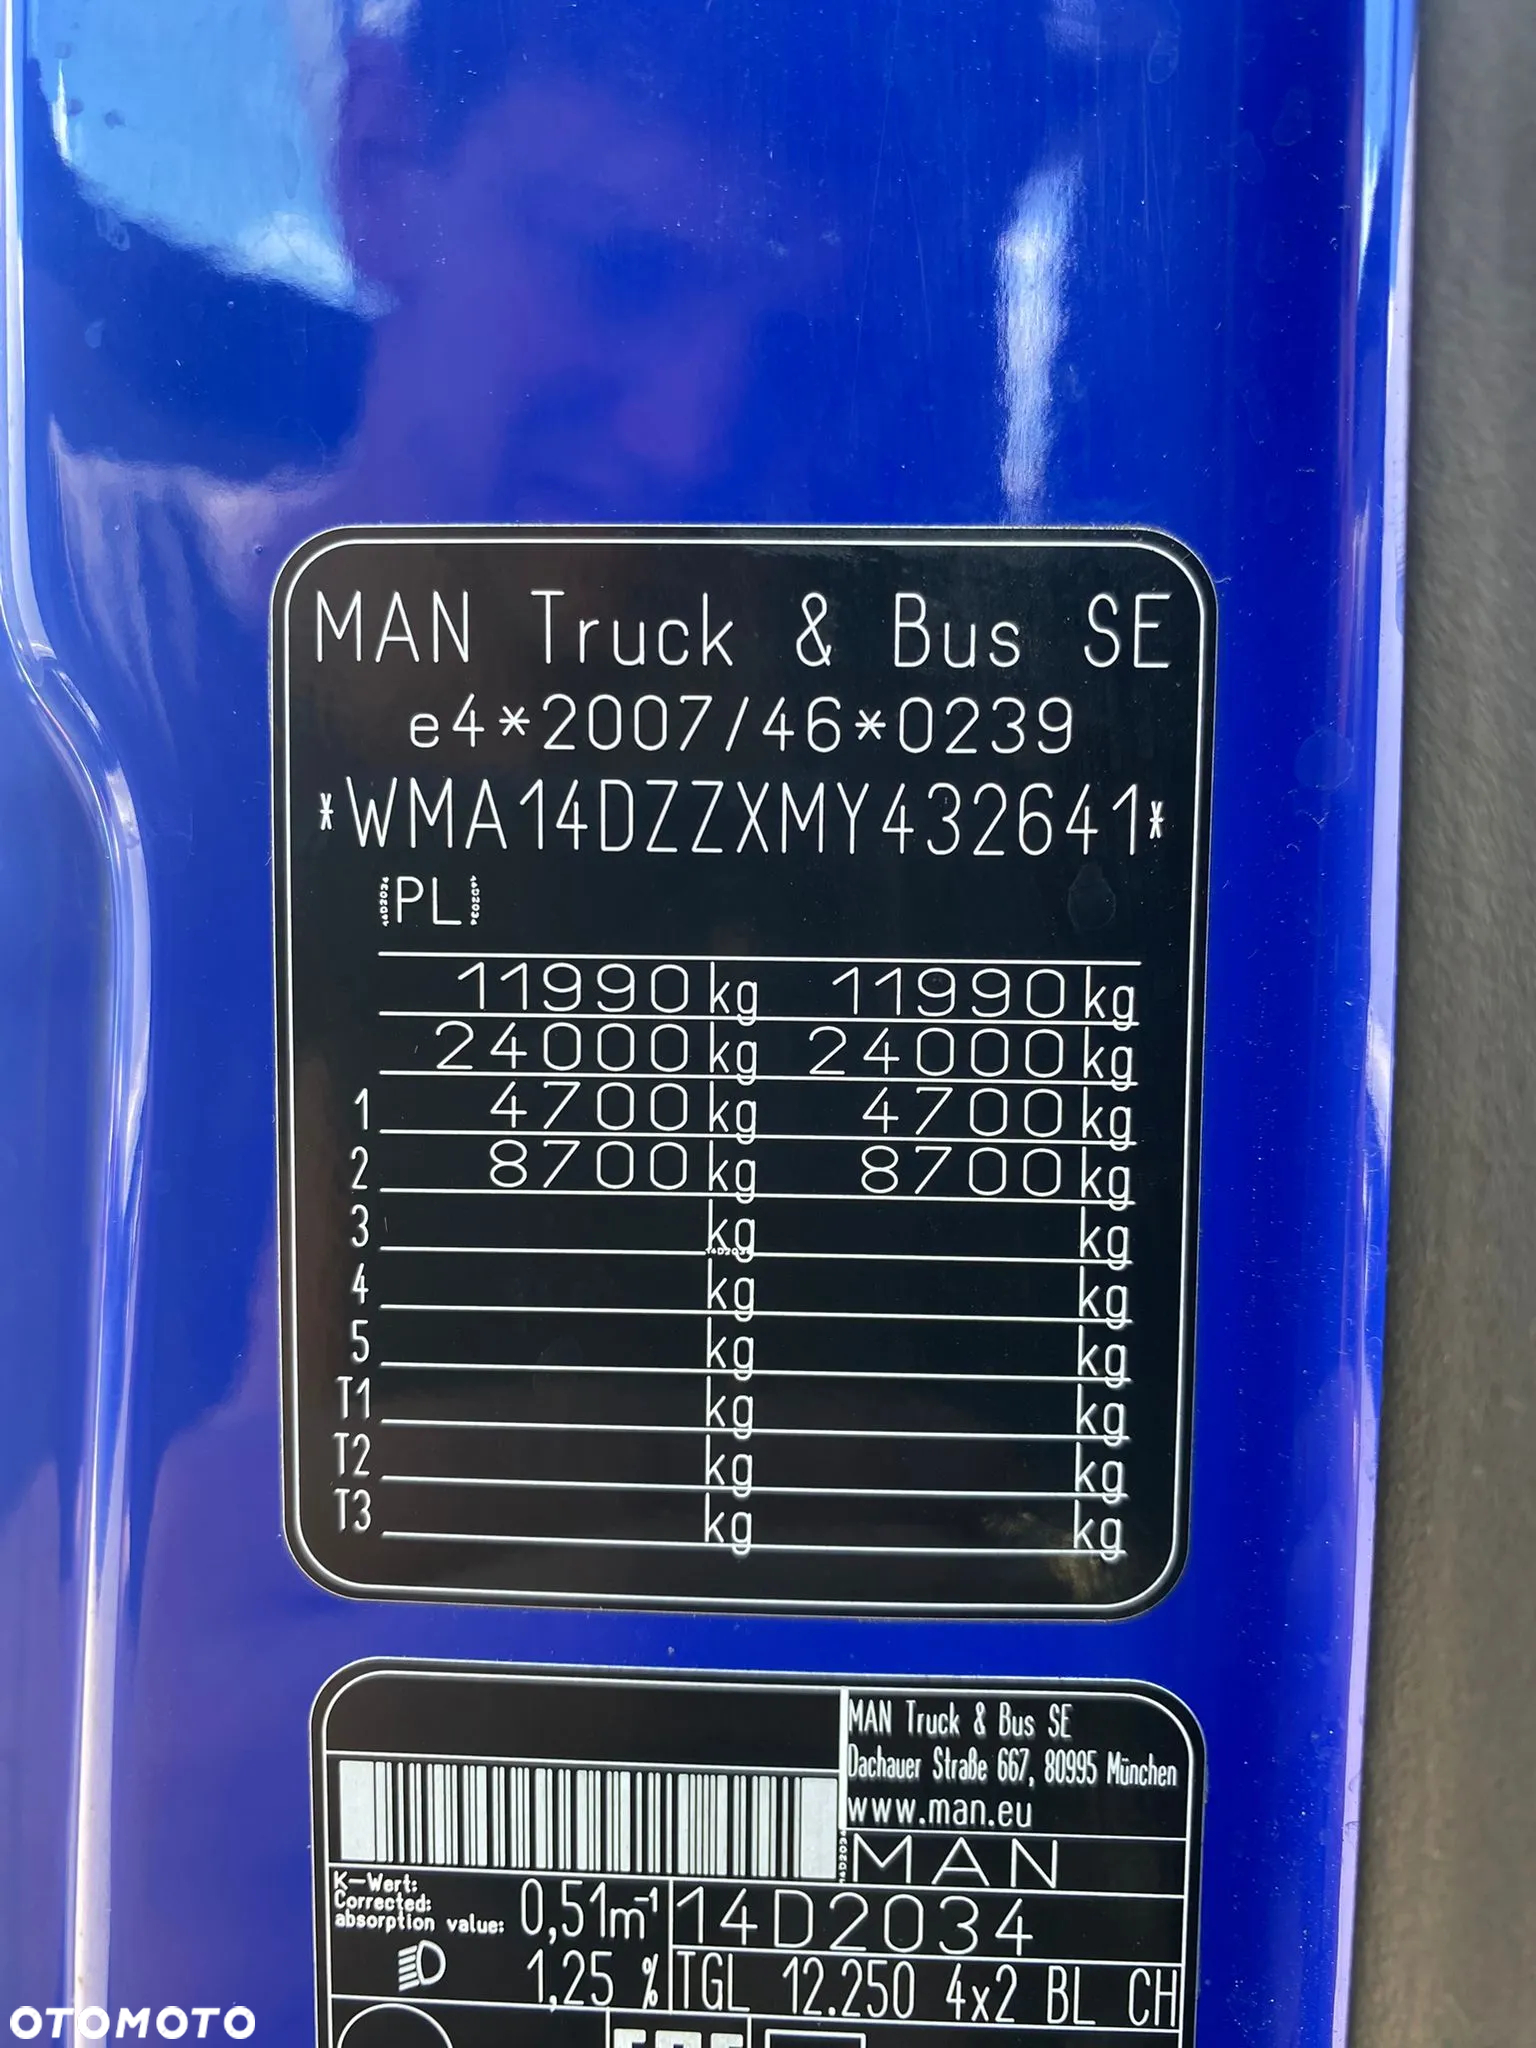 MAN Truck & Bus SE
e4*2007/46*0239
*WMA14DZZXMY432641*
14D2034 PL 14D2034
11990 kg 11990 kg
24000 kg 24000 kg
1 4700 kg 4700 kg
2 8700 kg 8700 kg
3 kg kg
14D2034
4 kg kg
5 kg kg
T1 kg kg
T2 kg kg
T3 kg kg
MAN Truck & Bus SE
Dachauer Straße 667, 80995 München
www.man.eu
14D2034 MAN
K-Wert:
Corrected:
absorption value: 0,51m⁻¹ 14D2034
1,25 % TGL 12.250 4x2 BL CH
OTOMOTO